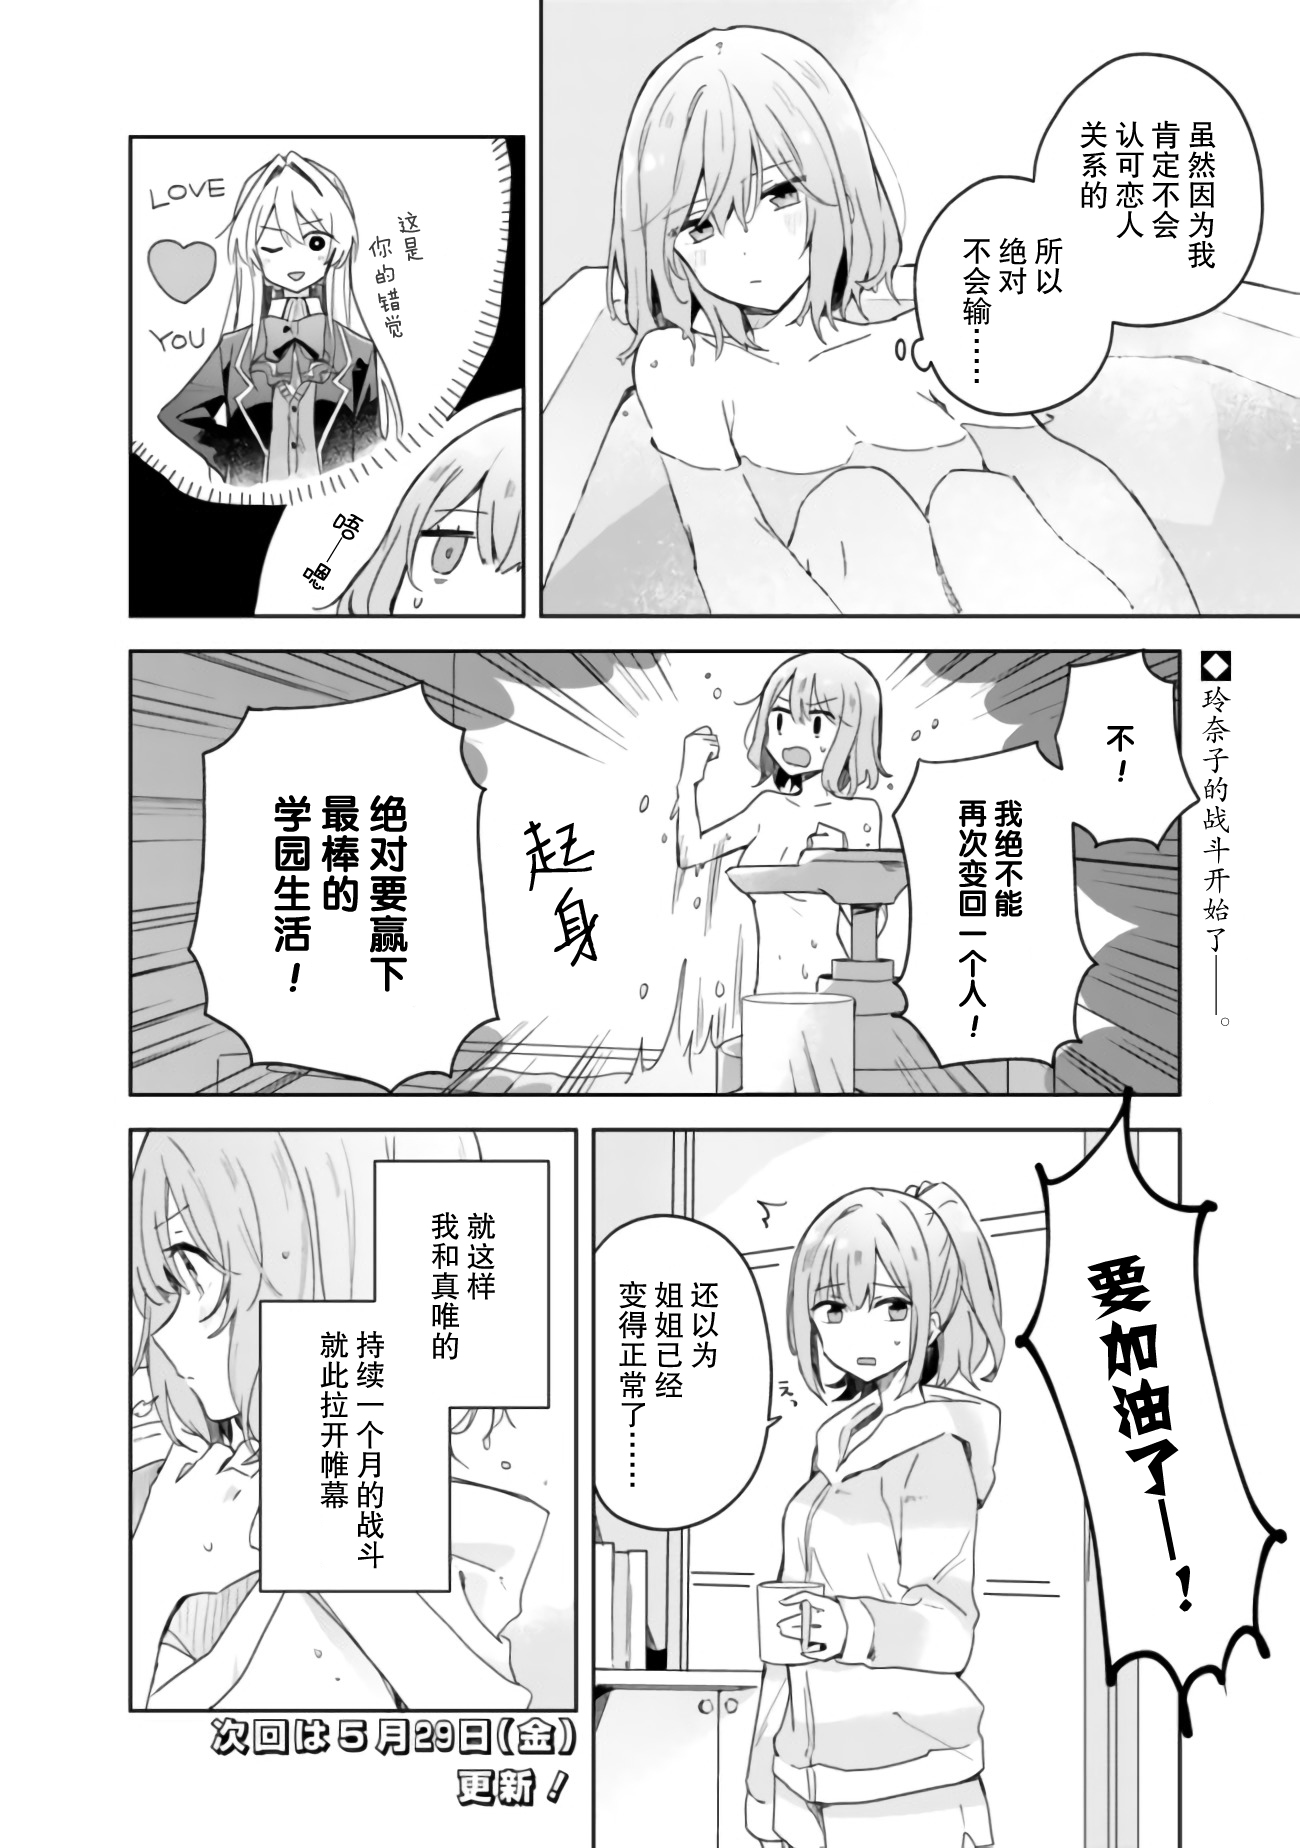 虽然因为我
肯定不会
认可恋人
关系的
所以
绝对
不会输……
LOVE
YOU
这是
你的错觉
唔——嗯
◆玲奈子的战斗开始了——。
不！
我绝不能
再次变回一个人！
起身
绝对要赢下
最棒的
学园生活！
要加油了——！
还以为
姐姐已经
变得正常了……
え、
就这样
我和真唯的
持续一个月的战斗
就此拉开帷幕
次回は5月29日(金)
更新！